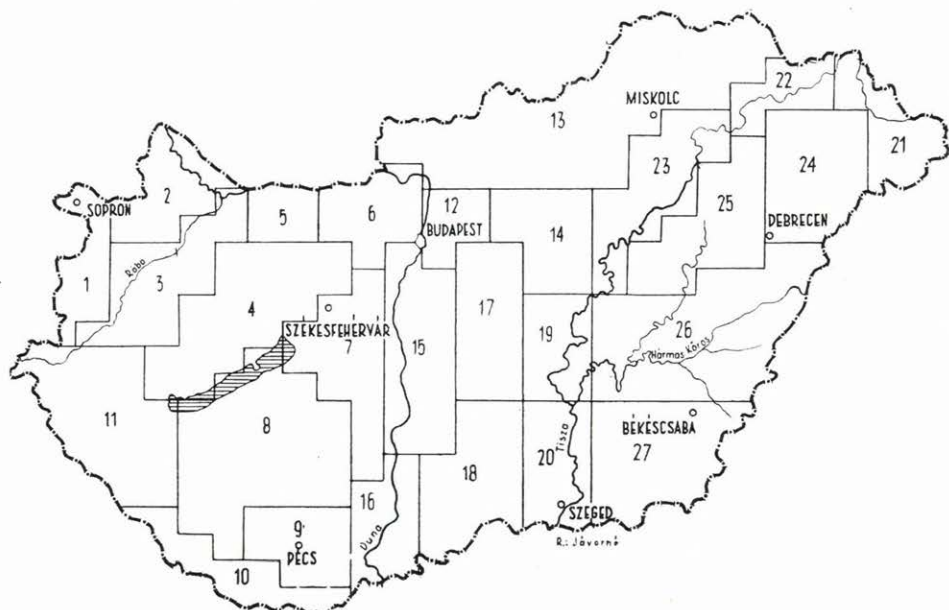 22
13
MISKOLC
23
21
24
2
SOPRON
5
6
12
BUDAPEST
14
25
DEBRECEN
1
Raba
3
4
SZÉKESFEHÉRVÁR
7
15
17
19
26
Hármas Körös
11
8
BÉKÉSCSABA
27
18
20
Tisza
16
SZEGED
9
PÉCS
Duna
10
R.: Jávorné